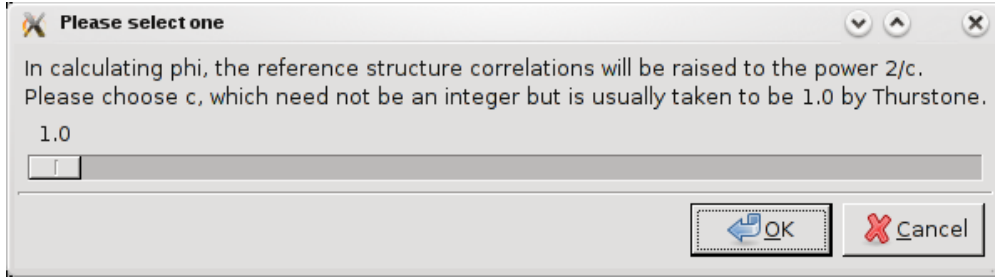 Please select one
In calculating phi, the reference structure correlations will be raised to the power 2/c.
Please choose c, which need not be an integer but is usually taken to be 1.0 by Thurstone.
1.0
OK
Cancel